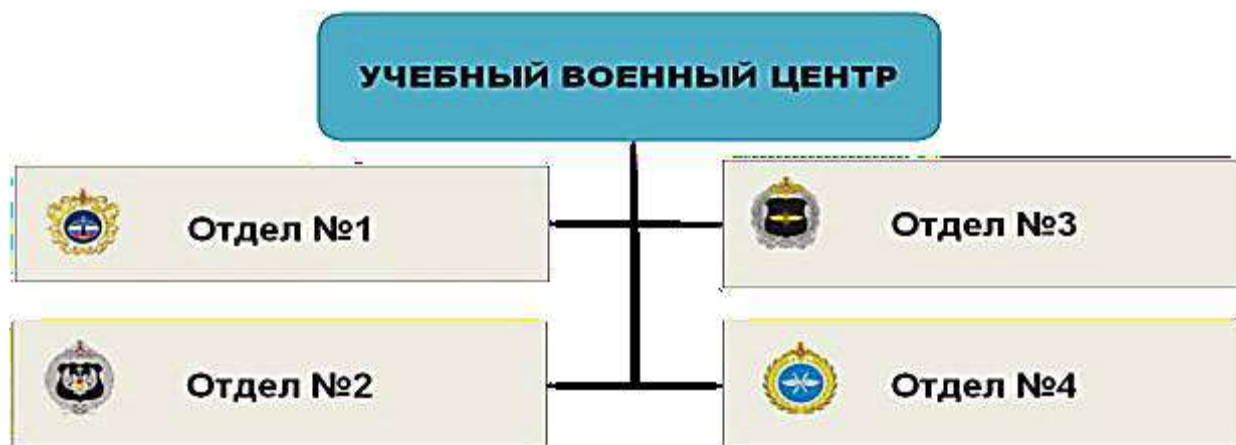 УЧЕБНЫЙ ВОЕННЫЙ ЦЕНТР
Отдел №1
Отдел №3
Отдел №2
Отдел №4